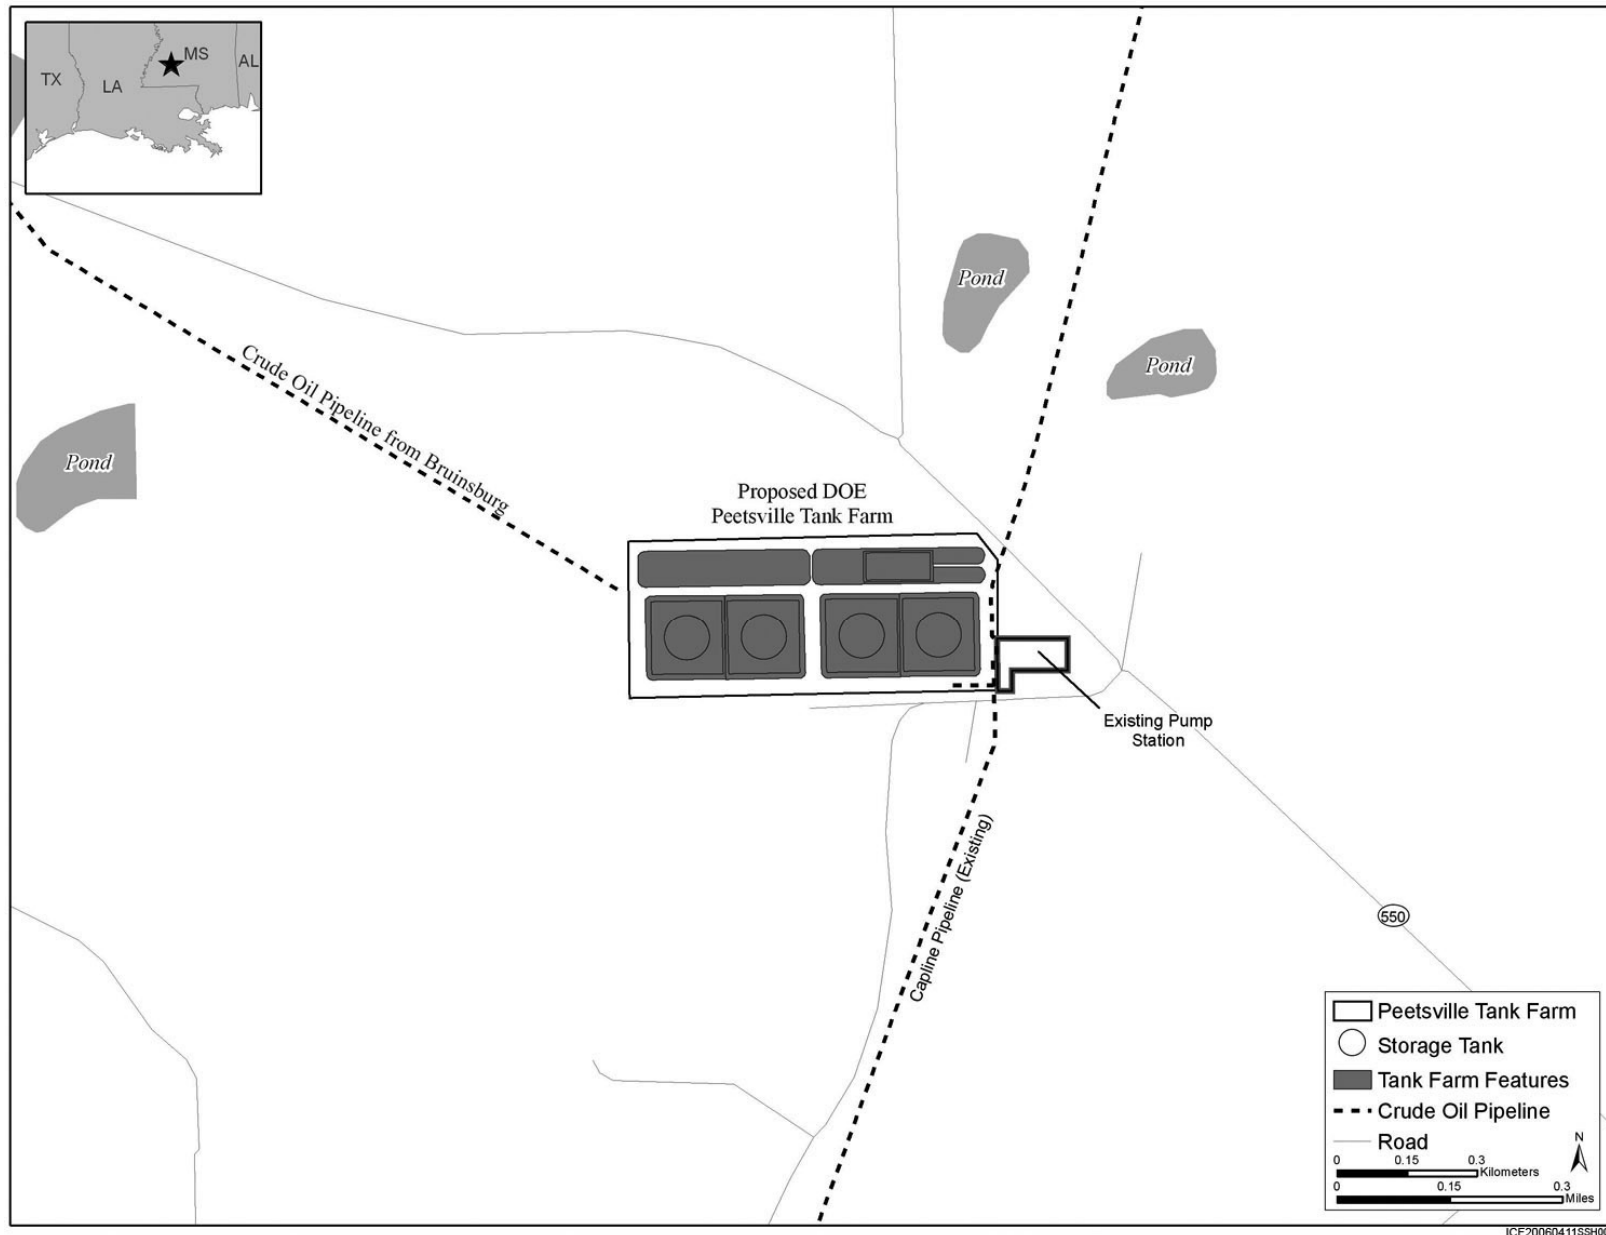 TX
LA
MS
AL
Pond
Pond
Pond
Crude Oil Pipeline from Bruinsburg
Proposed DOE
Peetsville Tank Farm
Existing Pump
Station
Capline Pipeline (Existing)
550
Peetsville Tank Farm
Storage Tank
Tank Farm Features
Crude Oil Pipeline
Road
N
0 0.15 0.3
Kilometers
0 0.15 0.3
Miles